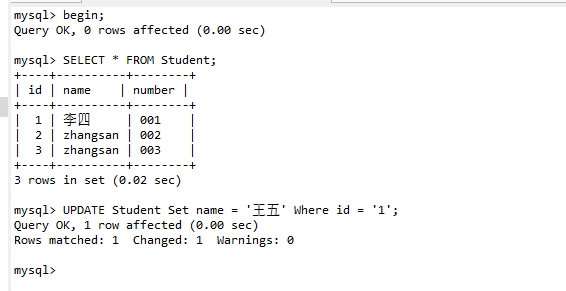 mysql> begin;
Query OK, 0 rows affected (0.00 sec)
mysql> SELECT * FROM Student;
+----+----------+--------+
| id | name     | number |
+----+----------+--------+
|  1 | 李四     | 001    |
|  2 | zhangsan | 002    |
|  3 | zhangsan | 003    |
+----+----------+--------+
3 rows in set (0.02 sec)
mysql> UPDATE Student Set name = '王五' Where id = '1';
Query OK, 1 row affected (0.00 sec)
Rows matched: 1  Changed: 1  Warnings: 0
mysql>